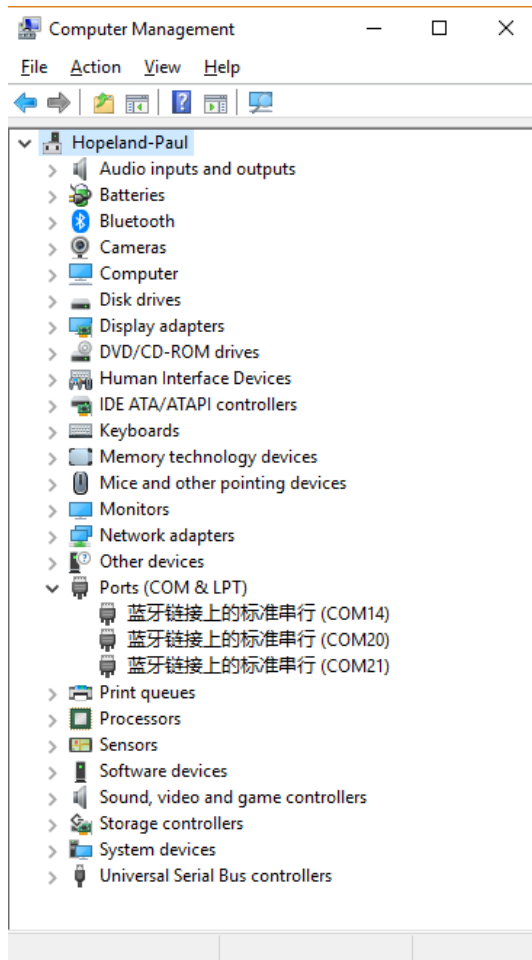 Computer Management
File Action View Help
Hopeland-Paul
Audio inputs and outputs
Batteries
Bluetooth
Cameras
Computer
Disk drives
Display adapters
DVD/CD-ROM drives
Human Interface Devices
IDE ATA/ATAPI controllers
Keyboards
Memory technology devices
Mice and other pointing devices
Monitors
Network adapters
Other devices
Ports (COM & LPT)
蓝牙链接上的标准串行 (COM14)
蓝牙链接上的标准串行 (COM20)
蓝牙链接上的标准串行 (COM21)
Print queues
Processors
Sensors
Software devices
Sound, video and game controllers
Storage controllers
System devices
Universal Serial Bus controllers